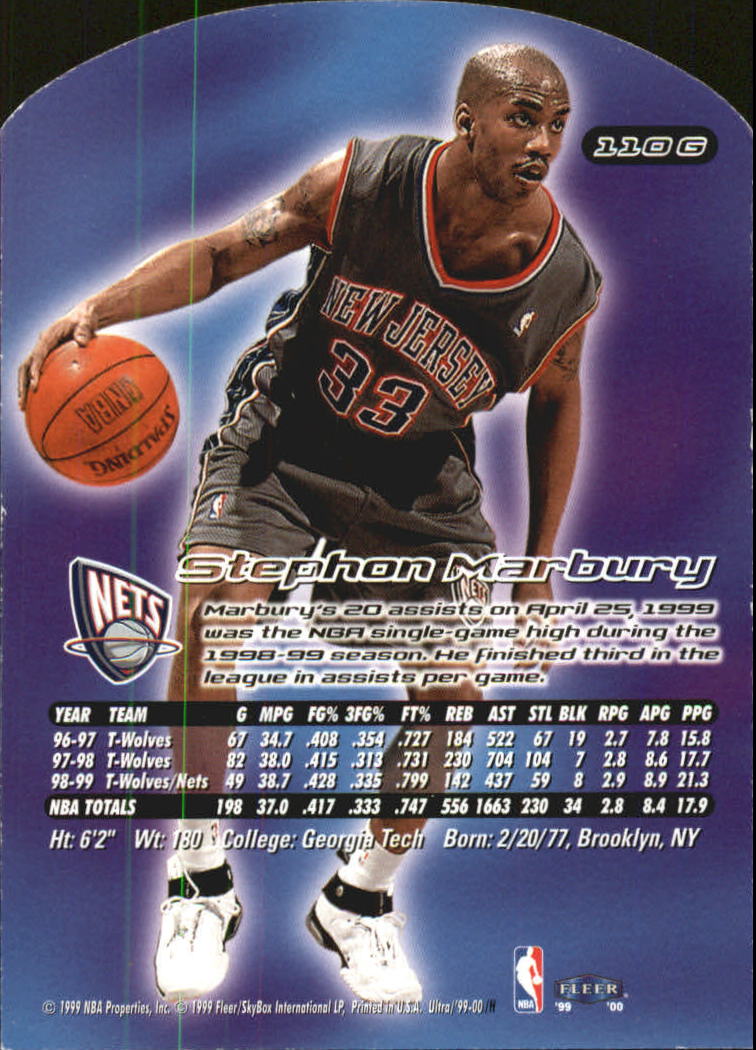 110 G
NEW JERSEY
33
NBA
SPALDING
NETS
Stephon Marbury
NETS
Marbury's 20 assists on April 25, 1999
was the NBA single-game high during the
1998-99 season. He finished third in the
league in assists per game.
YEAR TEAM G MPG FG% 3FG% FT% REB AST STL BLK RPG APG PPG
96-97 T-Wolves 67 34.7 .408 .354 .727 184 522 67 19 2.7 7.8 15.8
97-98 T-Wolves 82 38.0 .415 .313 .731 230 704 104 7 2.8 8.6 17.7
98-99 T-Wolves/Nets 49 38.7 .428 .335 .799 142 437 59 8 2.9 8.9 21.3
NBA TOTALS 198 37.0 .417 .333 .747 556 1663 230 34 2.8 8.4 17.9
Ht: 6'2" Wt: 180 College: Georgia Tech Born: 2/20/77, Brooklyn, NY
NBA
FLEER
'99 '00
© 1999 NBA Properties, Inc. © 1999 Fleer/SkyBox International LP, Printed in U.S.A. Ultra/'99-00/H